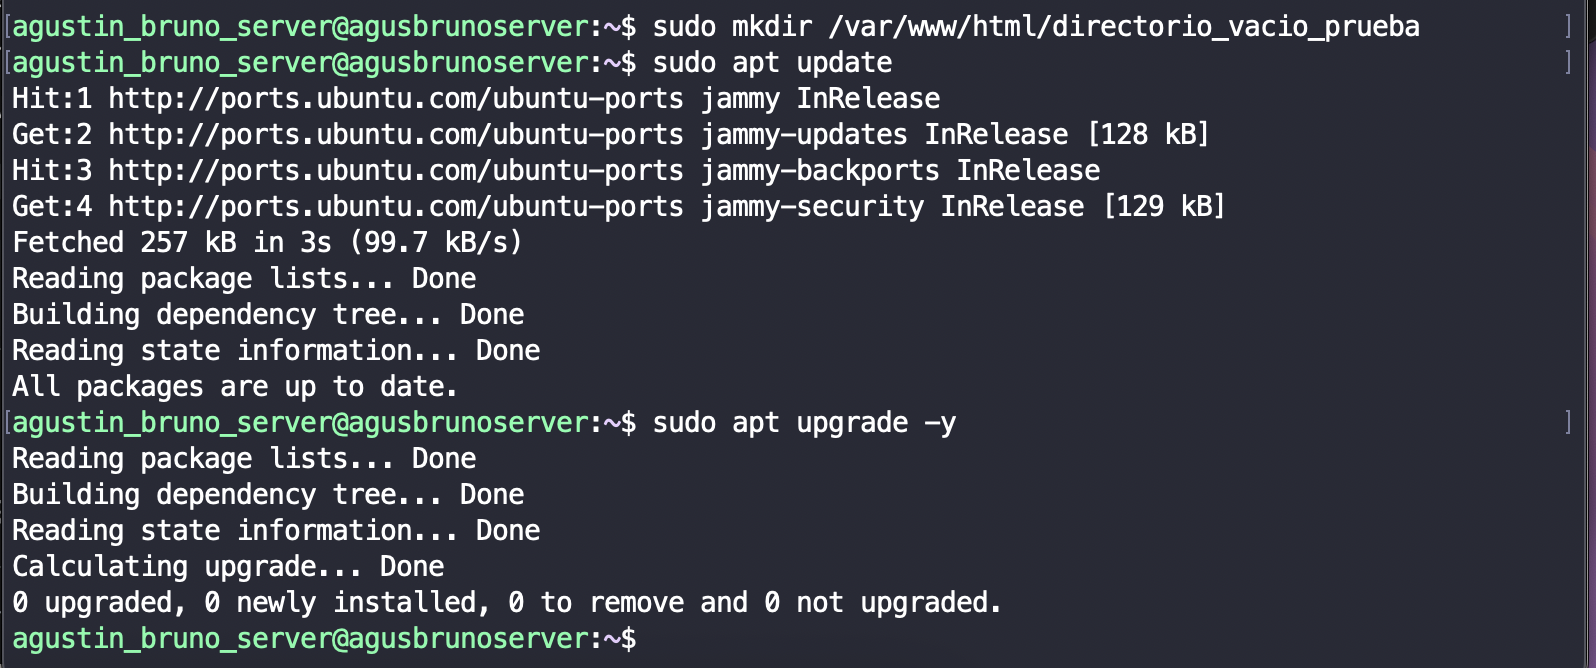 [agustin_bruno_server@agusbrunoserver:~$ sudo mkdir /var/www/html/directorio_vacio_prueba ]
[agustin_bruno_server@agusbrunoserver:~$ sudo apt update ]
Hit:1 http://ports.ubuntu.com/ubuntu-ports jammy InRelease
Get:2 http://ports.ubuntu.com/ubuntu-ports jammy-updates InRelease [128 kB]
Hit:3 http://ports.ubuntu.com/ubuntu-ports jammy-backports InRelease
Get:4 http://ports.ubuntu.com/ubuntu-ports jammy-security InRelease [129 kB]
Fetched 257 kB in 3s (99.7 kB/s)
Reading package lists... Done
Building dependency tree... Done
Reading state information... Done
All packages are up to date.
[agustin_bruno_server@agusbrunoserver:~$ sudo apt upgrade -y ]
Reading package lists... Done
Building dependency tree... Done
Reading state information... Done
Calculating upgrade... Done
0 upgraded, 0 newly installed, 0 to remove and 0 not upgraded.
agustin_bruno_server@agusbrunoserver:~$